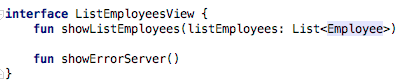 interface ListEmployeesView {
    fun showListEmployees(listEmployees: List<Employee>)
    fun showErrorServer()
}